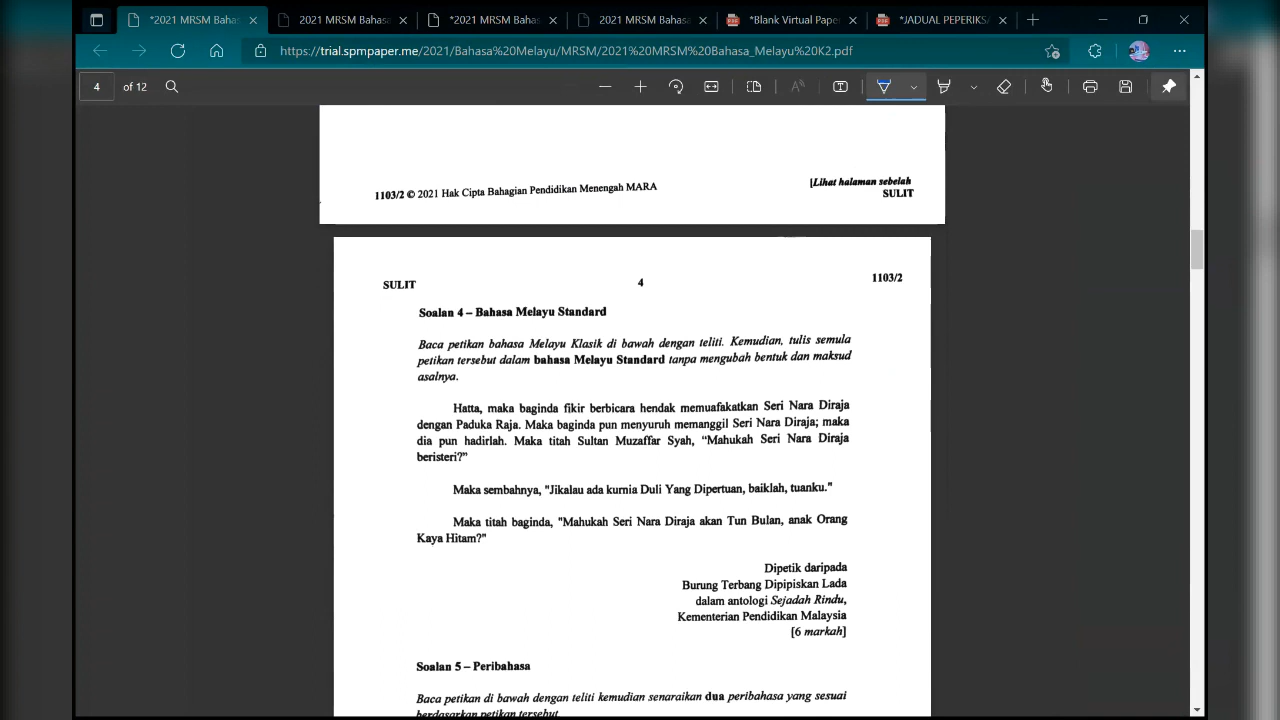 *2021 MRSM Bahas
2021 MRSM Bahasa
*2021 MRSM Bahas
2021 MRSM Bahasa
*Blank Virtual Pape
*JADUAL PEPERIKS
https://trial.spmpaper.me/2021/Bahasa%20Melayu/MRSM/2021%20MRSM%20Bahasa_Melayu%20K2.pdf
4 of 12
1103/2 © 2021 Hak Cipta Bahagian Pendidikan Menengah MARA
[Lihat halaman sebelah
SULIT
SULIT 4 1103/2
Soalan 4 – Bahasa Melayu Standard
Baca petikan bahasa Melayu Klasik di bawah dengan teliti. Kemudian, tulis semula
petikan tersebut dalam bahasa Melayu Standard tanpa mengubah bentuk dan maksud
asalnya.
Hatta, maka baginda fikir berbicara hendak memuafakatkan Seri Nara Diraja
dengan Paduka Raja. Maka baginda pun menyuruh memanggil Seri Nara Diraja; maka
dia pun hadirlah. Maka titah Sultan Muzaffar Syah, “Mahukah Seri Nara Diraja
beristeri?”
Maka sembahnya, "Jikalau ada kurnia Duli Yang Dipertuan, baiklah, tuanku."
Maka titah baginda, "Mahukah Seri Nara Diraja akan Tun Bulan, anak Orang
Kaya Hitam?"
Dipetik daripada
Burung Terbang Dipipiskan Lada
dalam antologi Sejadah Rindu,
Kementerian Pendidikan Malaysia
[6 markah]
Soalan 5 – Peribahasa
Baca petikan di bawah dengan teliti kemudian senaraikan dua peribahasa yang sesuai
berdasarkan petikan tersebut